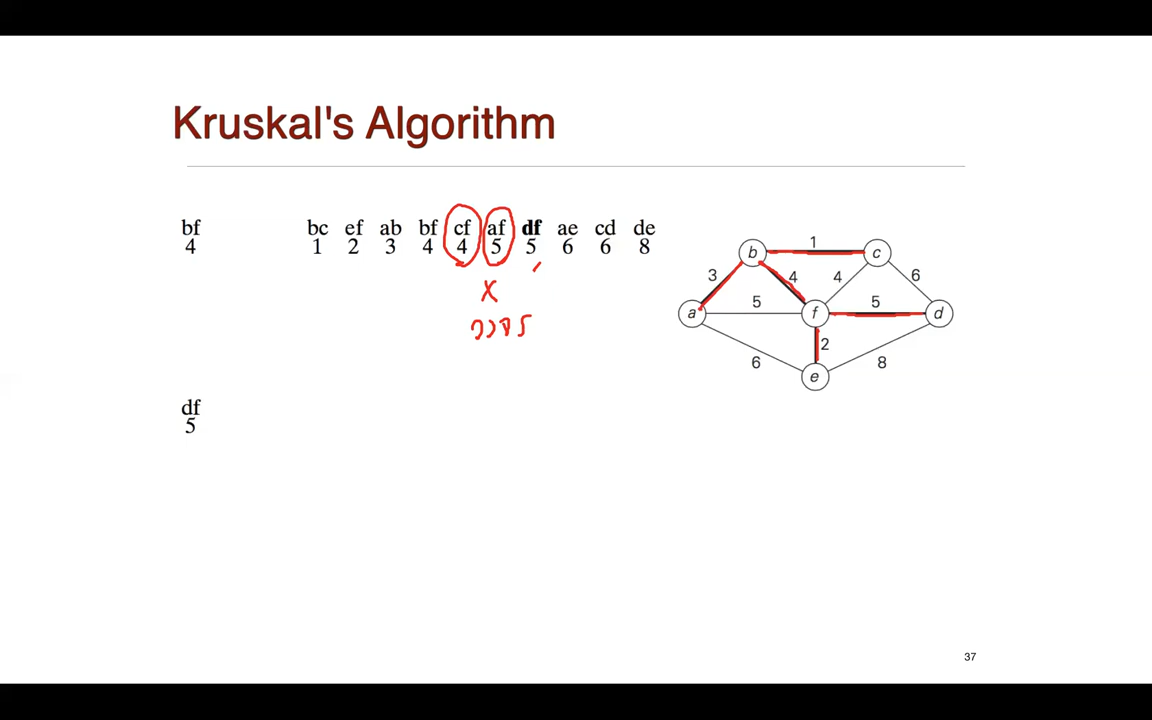 Kruskal's Algorithm
bf bc ef ab bf cf af df ae cd de
4 1 2 3 4 4 5 5 6 6 8
x
b 1 c
3 4 4 6
a 5 f 5 d
2
6 8
e
df
5
37